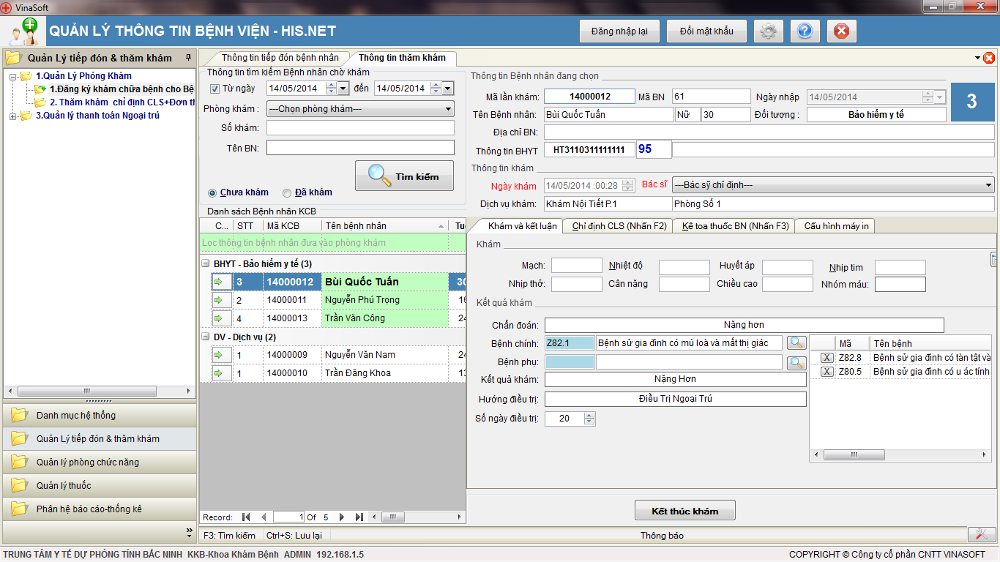 VinaSoft
QUẢN LÝ THÔNG TIN BỆNH VIỆN - HIS.NET
Đăng nhập lại
Đổi mật khẩu
Quản Lý tiếp đón & thăm khám
1.Quản Lý Phòng Khám
1.Đăng ký khám chữa bệnh cho Bệ
2. Thăm khám chỉ định CLS+Đơn th
3.Quản lý thanh toán Ngoại trú
Danh mục hệ thống
Quản Lý tiếp đón & thăm khám
Quản lý phòng chức năng
Quản lý thuốc
Phân hệ báo cáo-thống kê
Thông tin tiếp đón bệnh nhân
Thông tin thăm khám
Thông tin tìm kiếm Bệnh nhân chờ khám
Từ ngày 14/05/2014 đến 14/05/2014
Phòng khám : ---Chọn phòng khám---
Số khám:
Tên BN:
Tìm kiếm
Chưa khám Đã khám
Danh sách Bệnh nhân KCB
C... STT Mã KCB Tên bệnh nhân Tu
Lọc thông tin bệnh nhân đưa vào phòng khám
BHYT - Bảo hiểm y tế (3)
3 14000012 Bùi Quốc Tuấn 30
2 14000011 Nguyễn Phú Trọng 16
4 14000013 Trần Văn Công 24
DV - Dịch vụ (2)
1 14000009 Nguyễn Văn Nam 24
1 14000010 Trần Đăng Khoa 13
Record: 1 Of 5
F3: Tìm kiếm Ctrl+S: Lưu lại
Thông tin Bệnh nhân đang chọn
Mã lần khám: 14000012 Mã BN 61 Ngày nhập 14/05/2014
3
Tên Bệnh nhân: Bùi Quốc Tuấn Nữ 30 Đối tượng : Bảo hiểm y tế
Địa chỉ BN:
Thông tin BHYT HT3110311111111 95
Thông tin khám
Ngày khám 14/05/2014 :00:28 Bác sĩ ---Bác sỹ chỉ định---
Dịch vụ khám: Khám Nội Tiết P.1 Phòng Số 1
Khám và kết luận
Chỉ định CLS (Nhấn F2)
Kê toa thuốc BN (Nhấn F3)
Cấu hình máy in
Khám
Mạch: Nhiệt độ Huyết áp Nhịp tim
Nhịp thở: Cân nặng Chiều cao Nhóm máu:
Kết quả khám
Chẩn đoán: Nặng hơn
Bệnh chính: Z82.1 Bệnh sử gia đình có mù loà và mất thị giác
Bệnh phụ:
Kết quả khám: Nặng Hơn
Hướng điều trị: Điều Trị Ngoại Trú
Số ngày điều trị: 20
Mã Tên bệnh
X Z82.8 Bệnh sử gia đình có tàn tật và
X Z80.5 Bệnh sử gia đình có u ác tính
Kết thúc khám
Thông báo
TRUNG TÂM Y TẾ DỰ PHÒNG TỈNH BẮC NINH KKB-Khoa Khám Bệnh ADMIN 192.168.1.5
COPYRIGHT © Công ty cổ phần CNTT VINASOFT